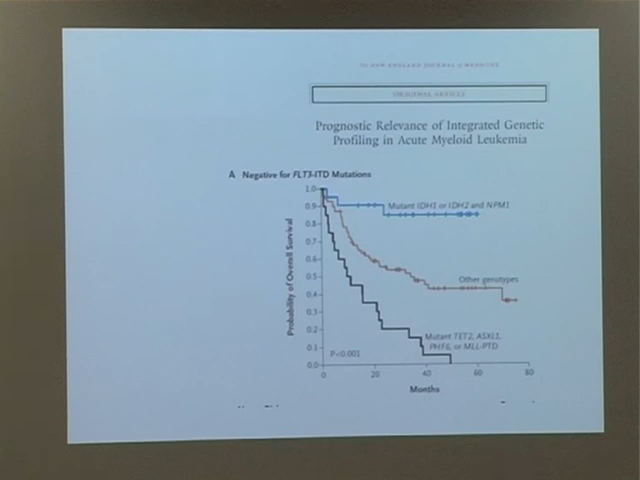 THE NEW ENGLAND JOURNAL of MEDICINE
ORIGINAL ARTICLE
Prognostic Relevance of Integrated Genetic
Profiling in Acute Myeloid Leukemia
A Negative for FLT3-ITD Mutations
Probability of Overall Survival
1.0
0.9
0.8
0.7
0.6
0.5
0.4
0.3
0.2
0.1
0.0
Mutant IDH1 or IDH2 and NPM1
Other genotypes
Mutant TET2, ASXL1,
PHF6, or MLL-PTD
P<0.001
0 20 40 60 80
Months